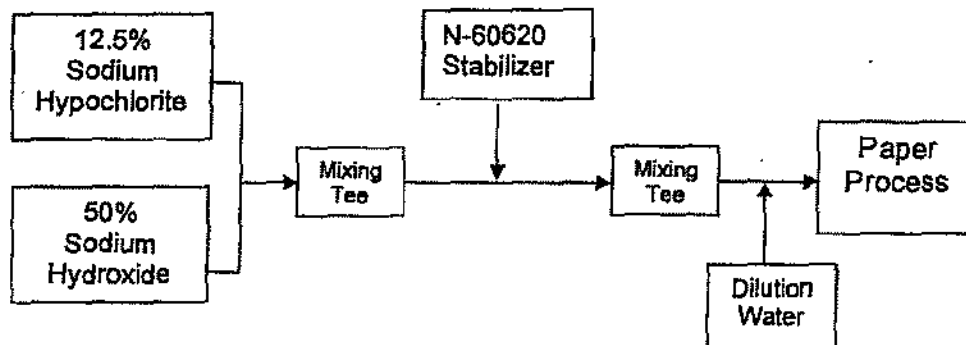 12.5%
Sodium
Hypochlorite
N-60620
Stabilizer
Mixing
Tee
Mixing
Tee
Paper
Process
50%
Sodium
Hydroxide
Dilution
Water